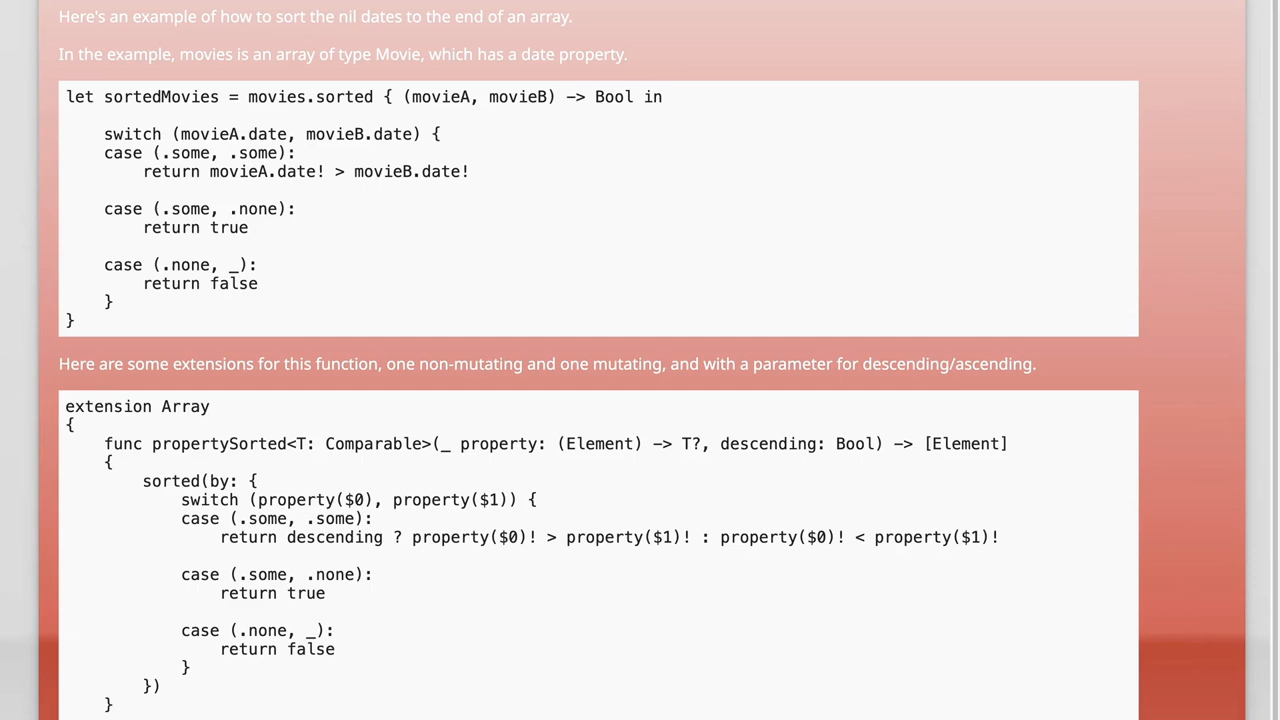 Here's an example of how to sort the nil dates to the end of an array.
In the example, movies is an array of type Movie, which has a date property.
let sortedMovies = movies.sorted { (movieA, movieB) -> Bool in
    switch (movieA.date, movieB.date) {
    case (.some, .some):
        return movieA.date! > movieB.date!
    case (.some, .none):
        return true
    case (.none, _):
        return false
    }
}
Here are some extensions for this function, one non-mutating and one mutating, and with a parameter for descending/ascending.
extension Array
{
    func propertySorted<T: Comparable>(_ property: (Element) -> T?, descending: Bool) -> [Element]
    {
        sorted(by: {
            switch (property($0), property($1)) {
            case (.some, .some):
                return descending ? property($0)! > property($1)! : property($0)! < property($1)!
            case (.some, .none):
                return true
            case (.none, _):
                return false
            }
        })
    }